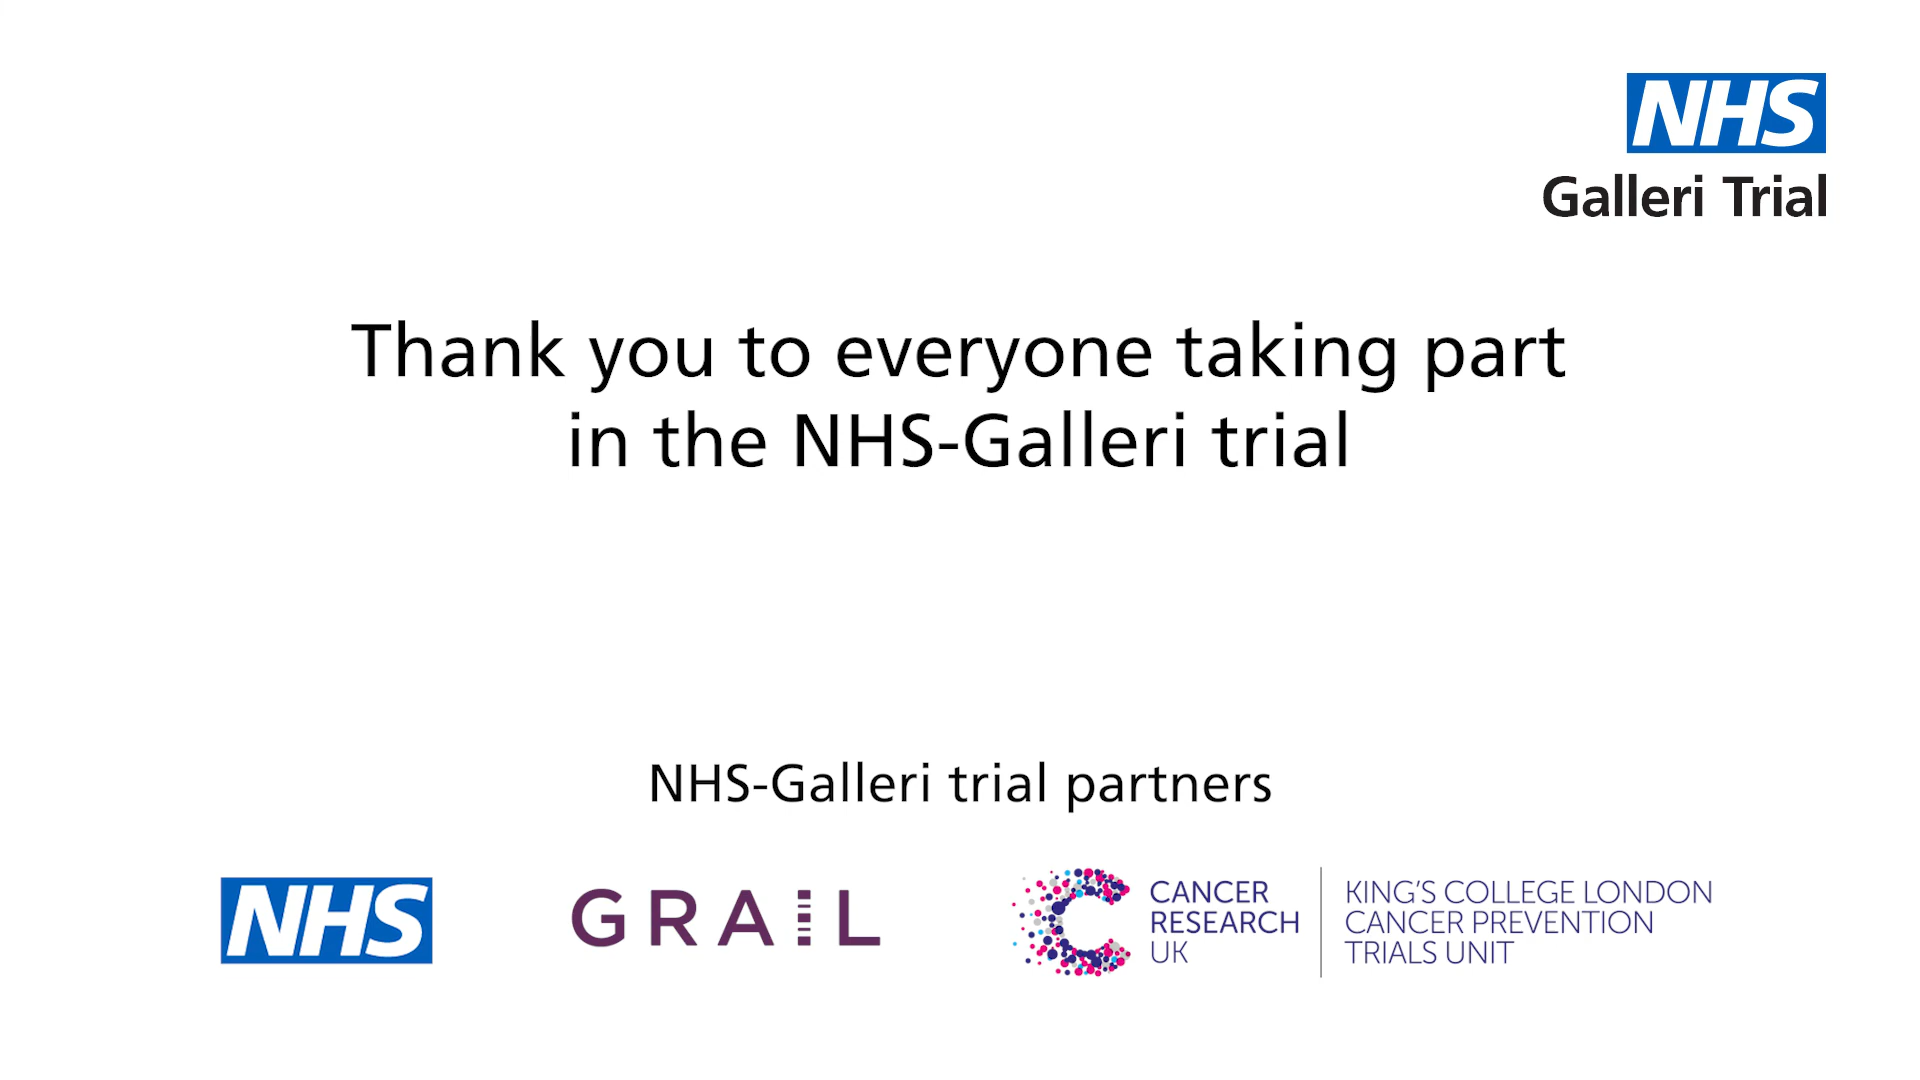 NHS
Galleri Trial
Thank you to everyone taking part
in the NHS-Galleri trial
NHS-Galleri trial partners
NHS
GRAIL
CANCER
RESEARCH
UK
KING'S COLLEGE LONDON
CANCER PREVENTION
TRIALS UNIT